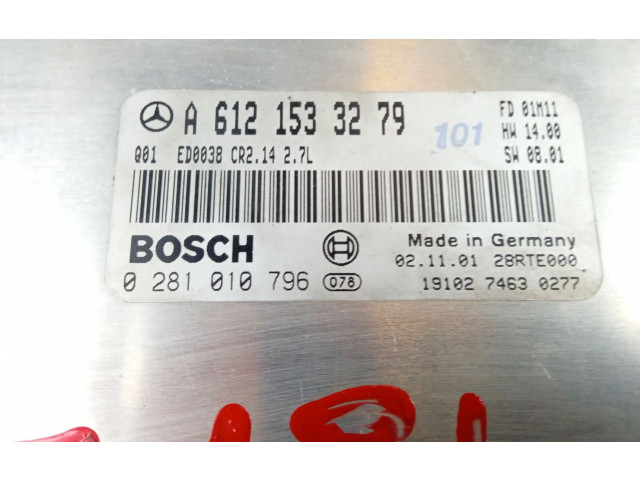 A 612 153 32 79
FD 01M11
101
HW 14.00
Q01 ED0038 CR2.14 2.7L
SW 08.01
BOSCH
Made in Germany
02.11.01 28RTE000
0 281 010 796 078
19102 7463 0277